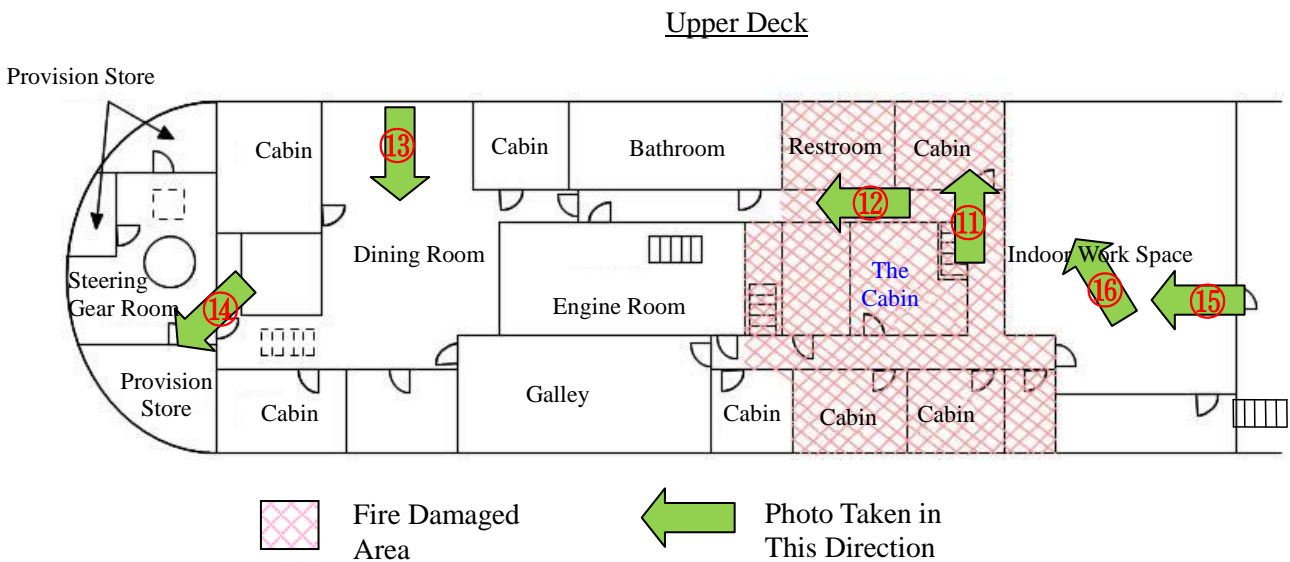 Upper Deck
Provision Store
Cabin
⑬
Cabin
Bathroom
Restroom
Cabin
⑫
⑪
Dining Room
Indoor Work Space
The
Cabin
Steering
Gear Room
⑭
Engine Room
⑯
⑮
Provision
Store
Cabin
Galley
Cabin
Cabin
Cabin
Fire Damaged
Area
Photo Taken in
This Direction